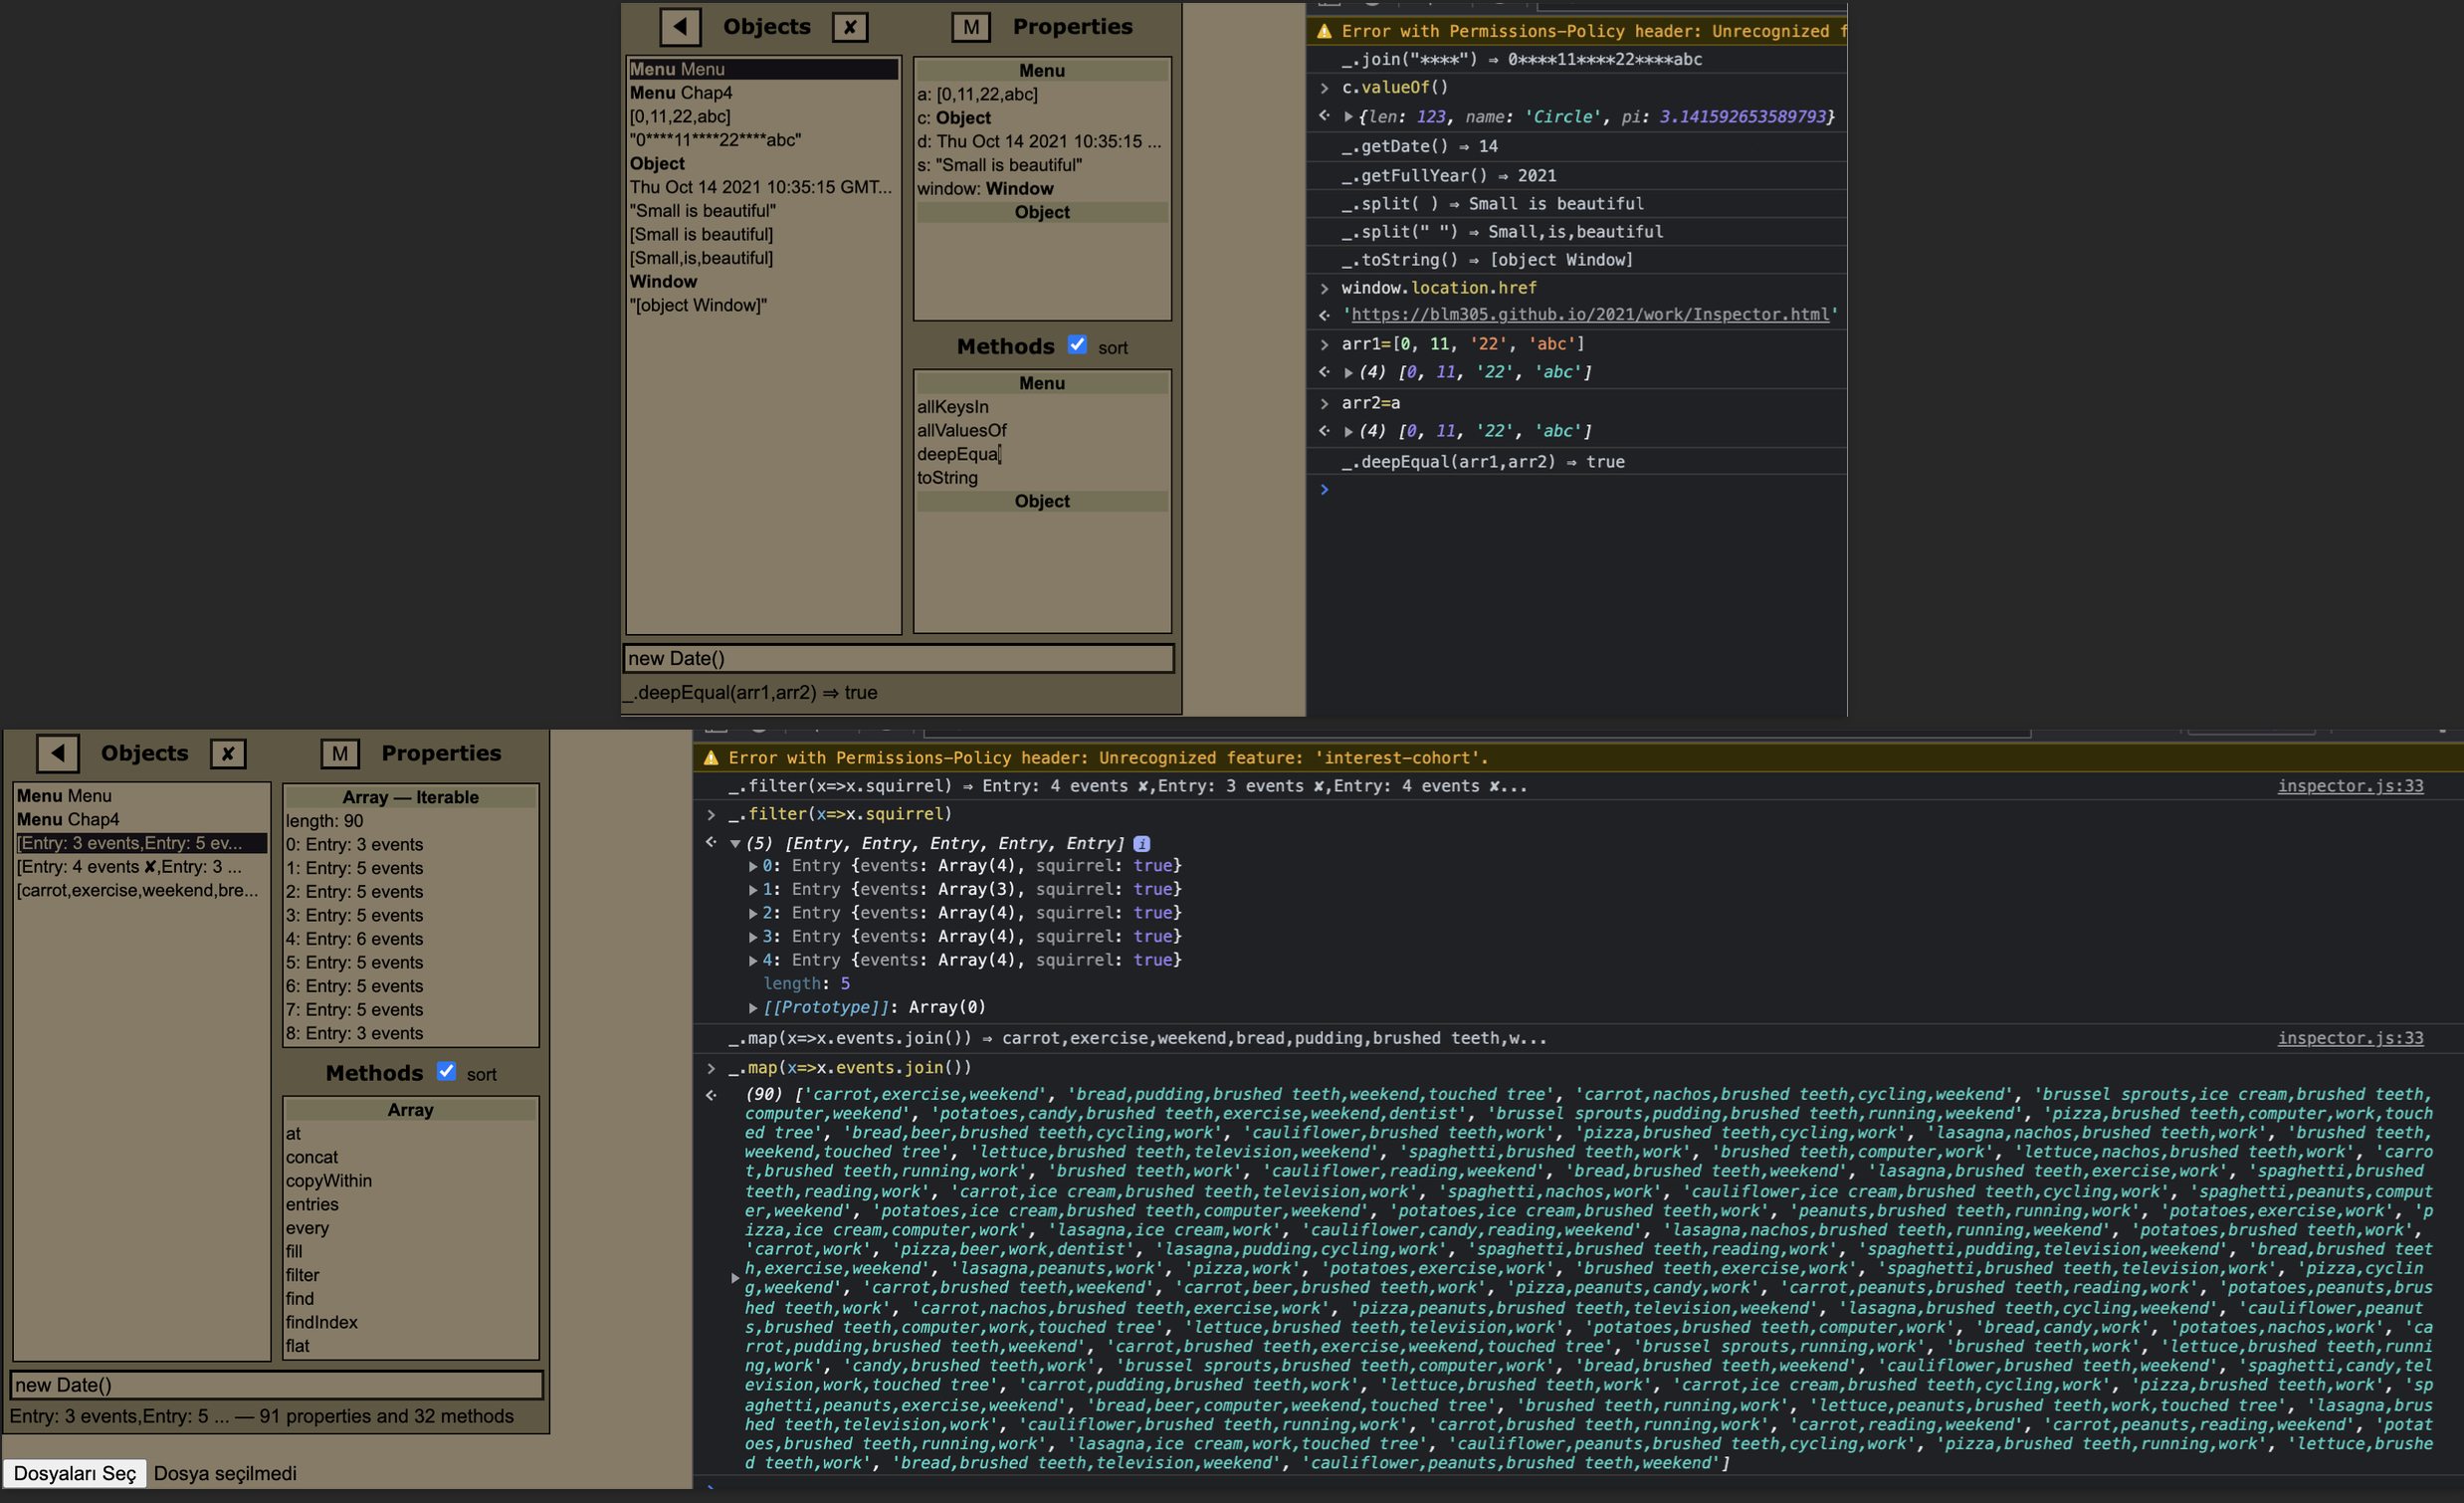 ◀ Objects ✘ M Properties
Menu Menu
Menu Chap4
[0,11,22,abc]
"0****11****22****abc"
Object
Thu Oct 14 2021 10:35:15 GMT...
"Small is beautiful"
[Small is beautiful]
[Small,is,beautiful]
Window
"[object Window]"
Menu
a: [0,11,22,abc]
c: Object
d: Thu Oct 14 2021 10:35:15 ...
s: "Small is beautiful"
window: Window
Object
Methods sort
Menu
allKeysIn
allValuesOf
deepEqual
toString
Object
new Date()
_.deepEqual(arr1,arr2) ⇒ true
Error with Permissions-Policy header: Unrecognized f
_.join("****") ⇒ 0****11****22****abc
> c.valueOf()
{len: 123, name: 'Circle', pi: 3.141592653589793}
_.getDate() ⇒ 14
_.getFullYear() ⇒ 2021
_.split( ) ⇒ Small is beautiful
_.split(" ") ⇒ Small,is,beautiful
_.toString() ⇒ [object Window]
> window.location.href
'https://blm305.github.io/2021/work/Inspector.html'
> arr1=[0, 11, '22', 'abc']
(4) [0, 11, '22', 'abc']
> arr2=a
(4) [0, 11, '22', 'abc']
_.deepEqual(arr1,arr2) ⇒ true
>
◀ Objects ✘ M Properties
Menu Menu
Menu Chap4
[Entry: 3 events,Entry: 5 ev...
[Entry: 4 events ✘,Entry: 3 ...
[carrot,exercise,weekend,bre...
Array — Iterable
length: 90
0: Entry: 3 events
1: Entry: 5 events
2: Entry: 5 events
3: Entry: 5 events
4: Entry: 6 events
5: Entry: 5 events
6: Entry: 5 events
7: Entry: 5 events
8: Entry: 3 events
Methods sort
Array
at
concat
copyWithin
entries
every
fill
filter
find
findIndex
flat
new Date()
Entry: 3 events,Entry: 5 ... — 91 properties and 32 methods
Dosyaları Seç Dosya seçilmedi
Error with Permissions-Policy header: Unrecognized feature: 'interest-cohort'.
_.filter(x=>x.squirrel) ⇒ Entry: 4 events ✘,Entry: 3 events ✘,Entry: 4 events ✘... inspector.js:33
> _.filter(x=>x.squirrel)
(5) [Entry, Entry, Entry, Entry, Entry] i
0: Entry {events: Array(4), squirrel: true}
1: Entry {events: Array(3), squirrel: true}
2: Entry {events: Array(4), squirrel: true}
3: Entry {events: Array(4), squirrel: true}
4: Entry {events: Array(4), squirrel: true}
length: 5
[[Prototype]]: Array(0)
_.map(x=>x.events.join()) ⇒ carrot,exercise,weekend,bread,pudding,brushed teeth,w... inspector.js:33
> _.map(x=>x.events.join())
(90) ['carrot,exercise,weekend', 'bread,pudding,brushed teeth,weekend,touched tree', 'carrot,nachos,brushed teeth,cycling,weekend', 'brussel sprouts,ice cream,brushed teeth,
computer,weekend', 'potatoes,candy,brushed teeth,exercise,weekend,dentist', 'brussel sprouts,pudding,brushed teeth,running,weekend', 'pizza,brushed teeth,computer,work,touch
ed tree', 'bread,beer,brushed teeth,cycling,work', 'cauliflower,brushed teeth,work', 'pizza,brushed teeth,cycling,work', 'lasagna,nachos,brushed teeth,work', 'brushed teeth,
weekend,touched tree', 'lettuce,brushed teeth,television,weekend', 'spaghetti,brushed teeth,work', 'brushed teeth,computer,work', 'lettuce,nachos,brushed teeth,work', 'carro
t,brushed teeth,running,work', 'brushed teeth,work', 'cauliflower,reading,weekend', 'bread,brushed teeth,weekend', 'lasagna,brushed teeth,exercise,work', 'spaghetti,brushed
teeth,reading,work', 'carrot,ice cream,brushed teeth,television,work', 'spaghetti,nachos,work', 'cauliflower,ice cream,brushed teeth,cycling,work', 'spaghetti,peanuts,comput
er,weekend', 'potatoes,ice cream,brushed teeth,computer,weekend', 'potatoes,ice cream,brushed teeth,work', 'peanuts,brushed teeth,running,work', 'potatoes,exercise,work', 'p
izza,ice cream,computer,work', 'lasagna,ice cream,work', 'cauliflower,candy,reading,weekend', 'lasagna,nachos,brushed teeth,running,weekend', 'potatoes,brushed teeth,work',
'carrot,work', 'pizza,beer,work,dentist', 'lasagna,pudding,cycling,work', 'spaghetti,brushed teeth,reading,work', 'spaghetti,pudding,television,weekend', 'bread,brushed teet
h,exercise,weekend', 'lasagna,peanuts,work', 'pizza,work', 'potatoes,exercise,work', 'brushed teeth,exercise,work', 'spaghetti,brushed teeth,television,work', 'pizza,cyclin
g,weekend', 'carrot,brushed teeth,weekend', 'carrot,beer,brushed teeth,work', 'pizza,peanuts,candy,work', 'carrot,peanuts,brushed teeth,reading,work', 'potatoes,peanuts,brus
hed teeth,work', 'carrot,nachos,brushed teeth,exercise,work', 'pizza,peanuts,brushed teeth,television,weekend', 'lasagna,brushed teeth,cycling,weekend', 'cauliflower,peanut
s,brushed teeth,computer,work,touched tree', 'lettuce,brushed teeth,television,work', 'potatoes,brushed teeth,computer,work', 'bread,candy,work', 'potatoes,nachos,work', 'ca
rrot,pudding,brushed teeth,weekend', 'carrot,brushed teeth,exercise,weekend,touched tree', 'brussel sprouts,running,work', 'brushed teeth,work', 'lettuce,brushed teeth,runni
ng,work', 'candy,brushed teeth,work', 'brussel sprouts,brushed teeth,computer,work', 'bread,brushed teeth,weekend', 'cauliflower,brushed teeth,weekend', 'spaghetti,candy,tel
evision,work,touched tree', 'carrot,pudding,brushed teeth,work', 'lettuce,brushed teeth,work', 'carrot,ice cream,brushed teeth,cycling,work', 'pizza,brushed teeth,work', 'sp
aghetti,peanuts,exercise,weekend', 'bread,beer,computer,weekend,touched tree', 'brushed teeth,running,work', 'lettuce,peanuts,brushed teeth,work,touched tree', 'lasagna,brus
hed teeth,television,work', 'cauliflower,brushed teeth,running,work', 'carrot,brushed teeth,running,work', 'carrot,reading,weekend', 'carrot,peanuts,reading,weekend', 'potat
oes,brushed teeth,running,work', 'lasagna,ice cream,work,touched tree', 'cauliflower,peanuts,brushed teeth,cycling,work', 'pizza,brushed teeth,running,work', 'lettuce,brushe
d teeth,work', 'bread,brushed teeth,television,weekend', 'cauliflower,peanuts,brushed teeth,weekend']